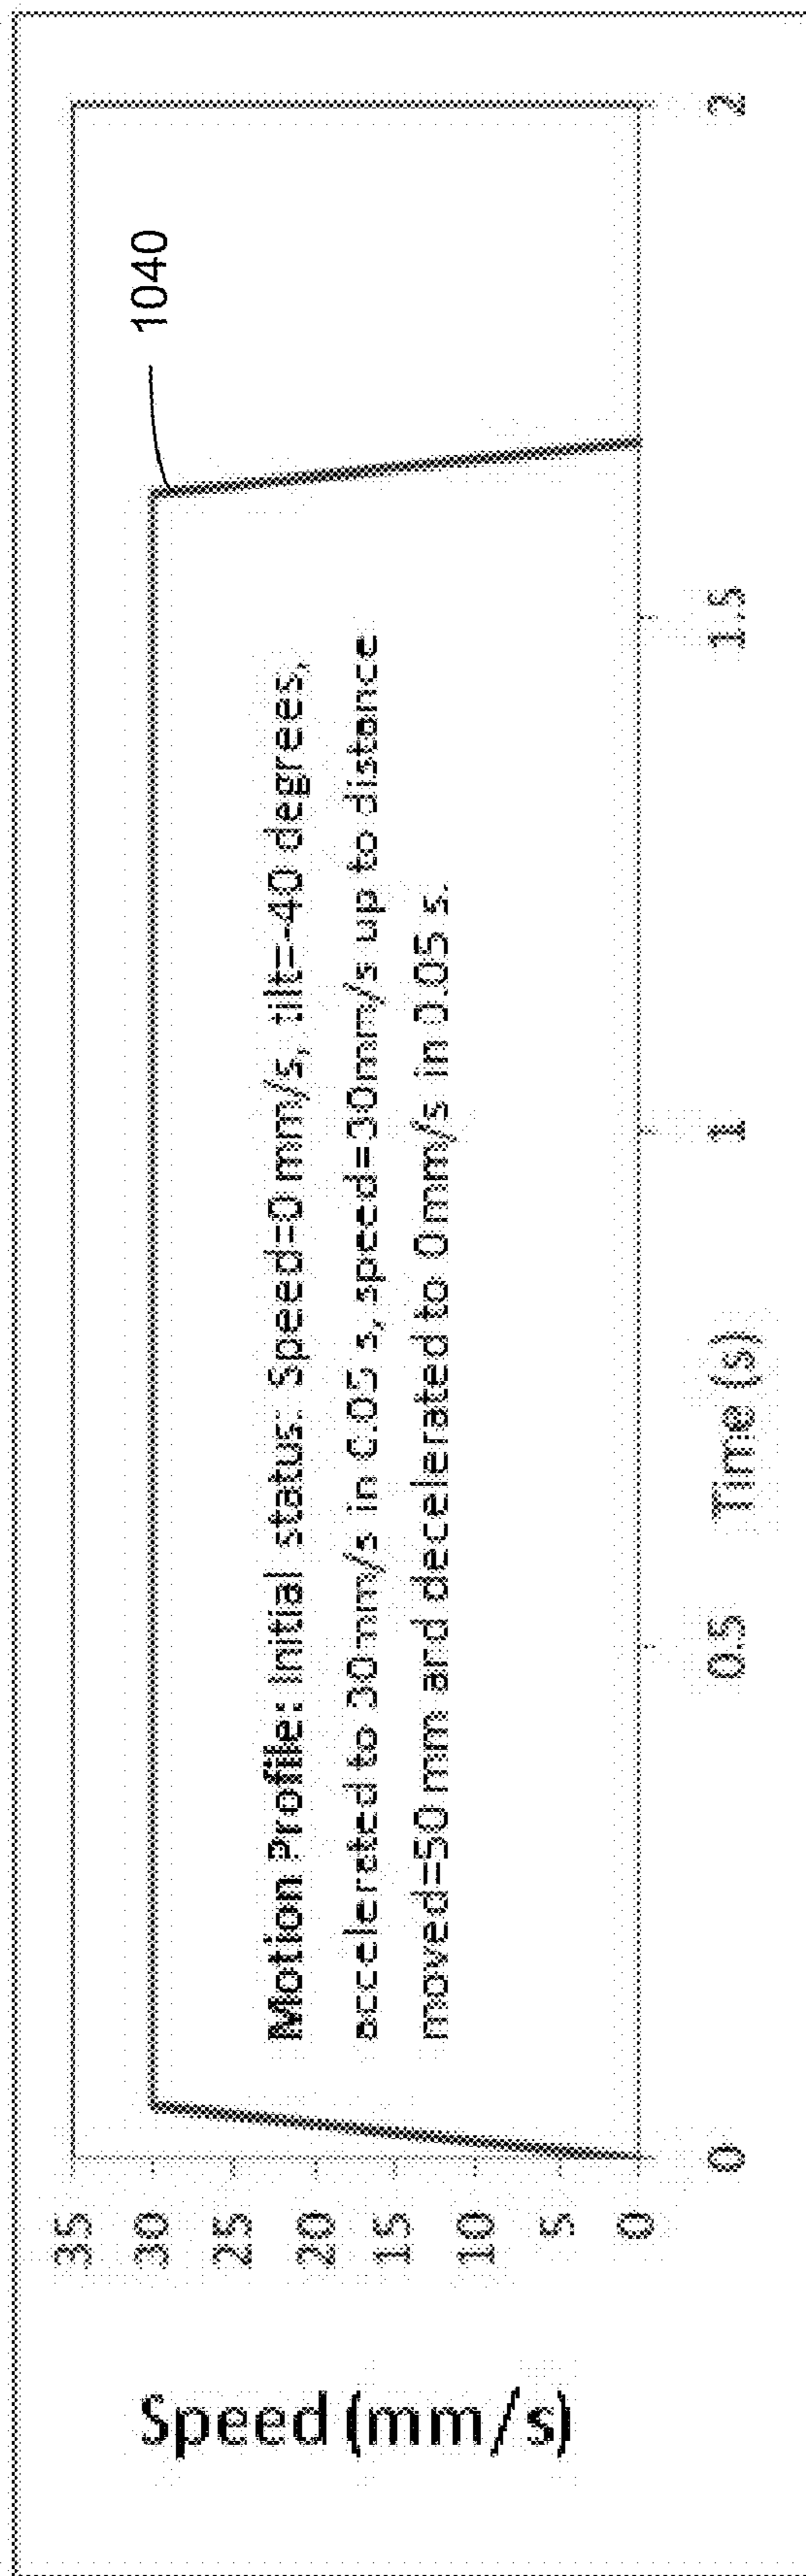 1040
35
30
25
20
15
10
5
0
Speed (mm/s)
Motion Profile: Initial status: Speed=0 mm/s, tilt=-40 degrees,
accelerated to 30 mm/s in 0.05 s, speed=30mm/s up to distance
moved=50 mm and decelerated to 0 mm/s in 0.05 s.
0
0.5
1
1.5
2
Time (s)